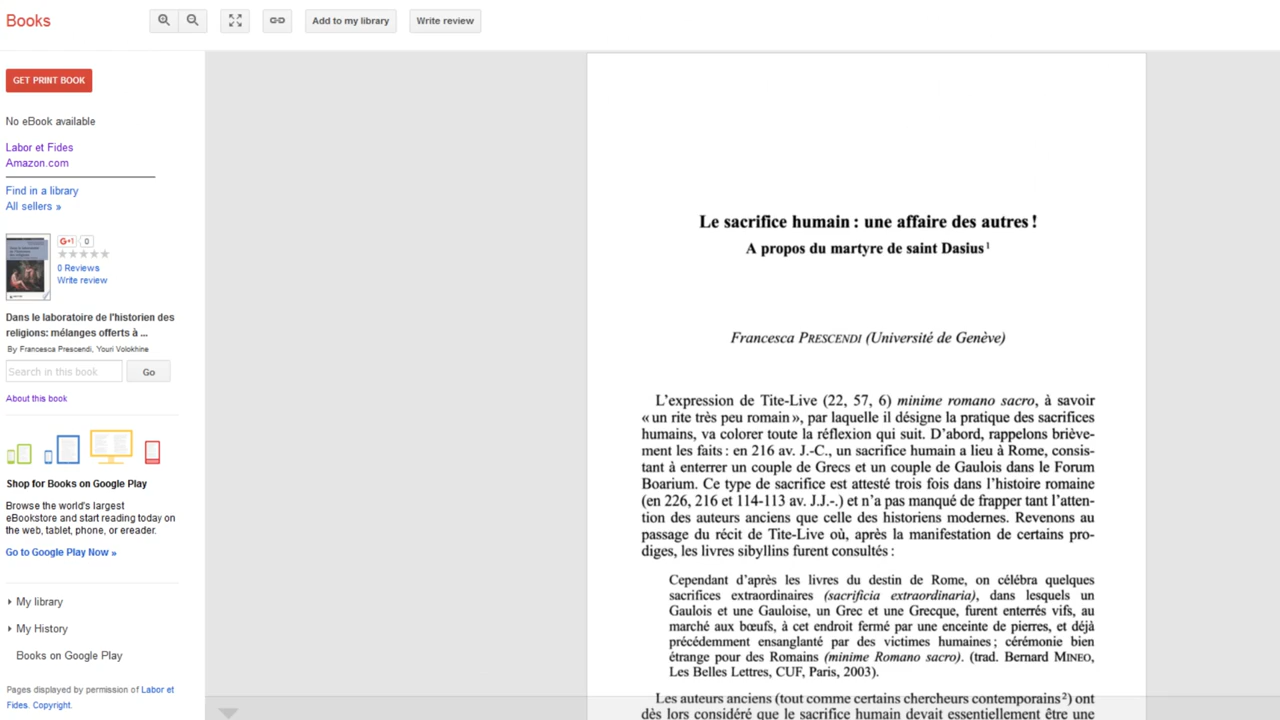 Books
Add to my library
Write review
GET PRINT BOOK
No eBook available
Labor et Fides
Amazon.com
Find in a library
All sellers »
G+1 0
0 Reviews
Write review
Dans le laboratoire de l'historien des
religions: mélanges offerts à ...
By Francesca Prescendi, Youri Volokhine
Search in this book
Go
About this book
Shop for Books on Google Play
Browse the world's largest
eBookstore and start reading today on
the web, tablet, phone, or ereader.
Go to Google Play Now »
My library
My History
Books on Google Play
Pages displayed by permission of Labor et
Fides. Copyright.
Le sacrifice humain : une affaire des autres !
A propos du martyre de saint Dasius¹
Francesca PRESCENDI (Université de Genève)
L'expression de Tite-Live (22, 57, 6) minime romano sacro, à savoir
« un rite très peu romain », par laquelle il désigne la pratique des sacrifices
humains, va colorer toute la réflexion qui suit. D'abord, rappelons briève-
ment les faits : en 216 av. J.-C., un sacrifice humain a lieu à Rome, consis-
tant à enterrer un couple de Grecs et un couple de Gaulois dans le Forum
Boarium. Ce type de sacrifice est attesté trois fois dans l'histoire romaine
(en 226, 216 et 114-113 av. J.J.-.) et n'a pas manqué de frapper tant l'atten-
tion des auteurs anciens que celle des historiens modernes. Revenons au
passage du récit de Tite-Live où, après la manifestation de certains pro-
diges, les livres sibyllins furent consultés :
Cependant d'après les livres du destin de Rome, on célébra quelques
sacrifices extraordinaires (sacrificia extraordinaria), dans lesquels un
Gaulois et une Gauloise, un Grec et une Grecque, furent enterrés vifs, au
marché aux bœufs, à cet endroit fermé par une enceinte de pierres, et déjà
précédemment ensanglanté par des victimes humaines ; cérémonie bien
étrange pour des Romains (minime Romano sacro). (trad. Bernard MINEO,
Les Belles Lettres, CUF, Paris, 2003).
Les auteurs anciens (tout comme certains chercheurs contemporains²) ont
dès lors considéré que le sacrifice humain devait essentiellement être une